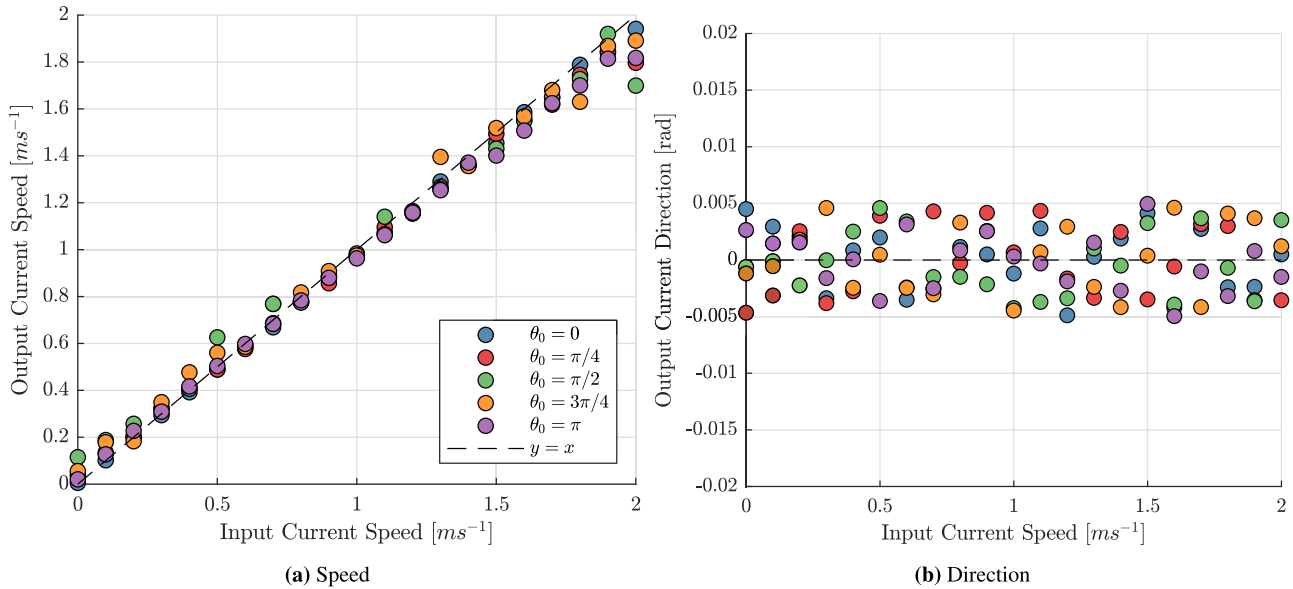 2
1.8
1.6
1.4
1.2
1
0.8
0.6
0.4
0.2
0
Output Current Speed [ms⁻¹]
0 0.5 1 1.5 2
Input Current Speed [ms⁻¹]
θ₀ = 0
θ₀ = π/4
θ₀ = π/2
θ₀ = 3π/4
θ₀ = π
y = x
(a) Speed
0.02
0.015
0.01
0.005
0
-0.005
-0.01
-0.015
-0.02
Output Current Direction [rad]
0 0.5 1 1.5 2
Input Current Speed [ms⁻¹]
(b) Direction